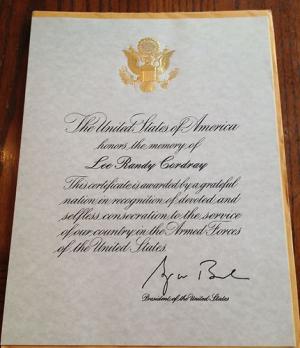 The United States of America
honors the memory of
Lee Randy Cordray
This certificate is awarded by a grateful
nation in recognition of devoted and
selfless consecration to the service
of our country in the Armed Forces
of the United States.
President of the United States